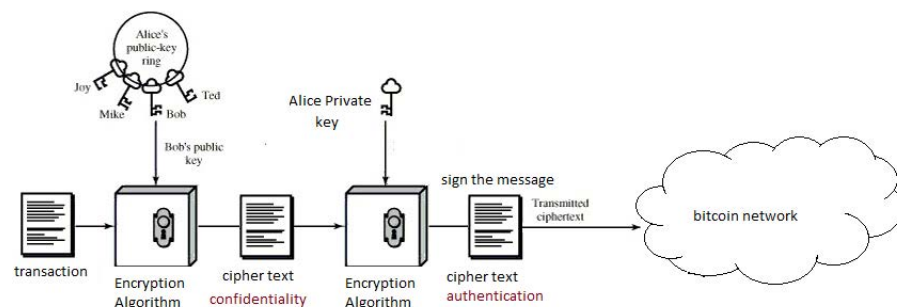 Alice's
public-key
ring
Joy
Mike
Bob
Ted
Bob's public
key
Alice Private
key
transaction
Encryption
Algorithm
cipher text
confidentiality
Encryption
Algorithm
sign the message
cipher text
authentication
Transmitted
ciphertext
bitcoin network